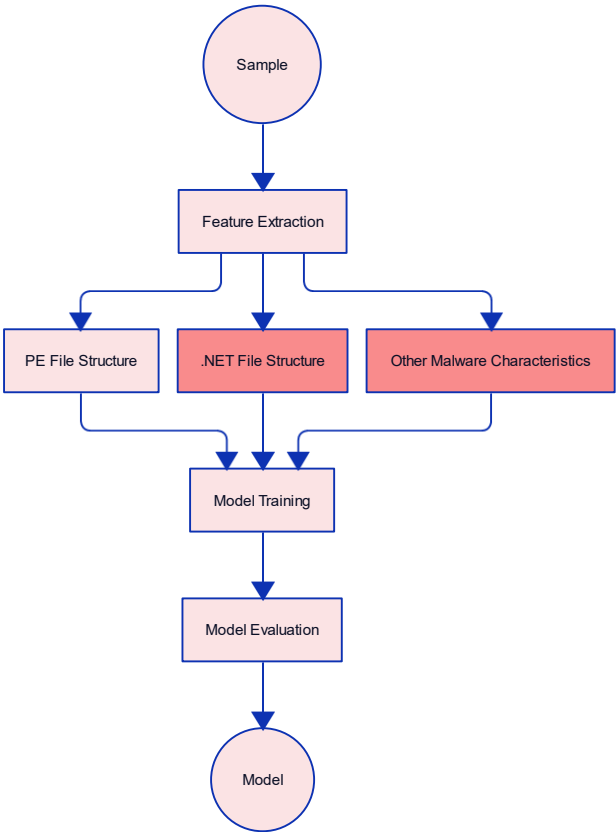 Sample
Feature Extraction
PE File Structure
.NET File Structure
Other Malware Characteristics
Model Training
Model Evaluation
Model